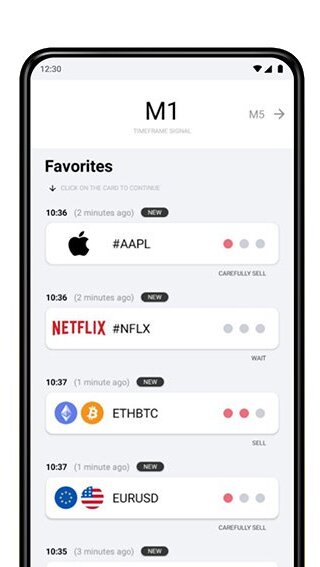 12:30
M1
M5 →
TIMEFRAME SIGNAL
Favorites
↓ CLICK ON THE CARD TO CONTINUE
10:36 (2 minutes ago) NEW
#AAPL
CAREFULLY SELL
10:36 (2 minutes ago) NEW
NETFLIX #NFLX
WAIT
10:37 (1 minute ago) NEW
ETHBTC
SELL
10:37 (1 minute ago) NEW
EURUSD
CAREFULLY SELL
10:35 (3 minutes ago) NEW